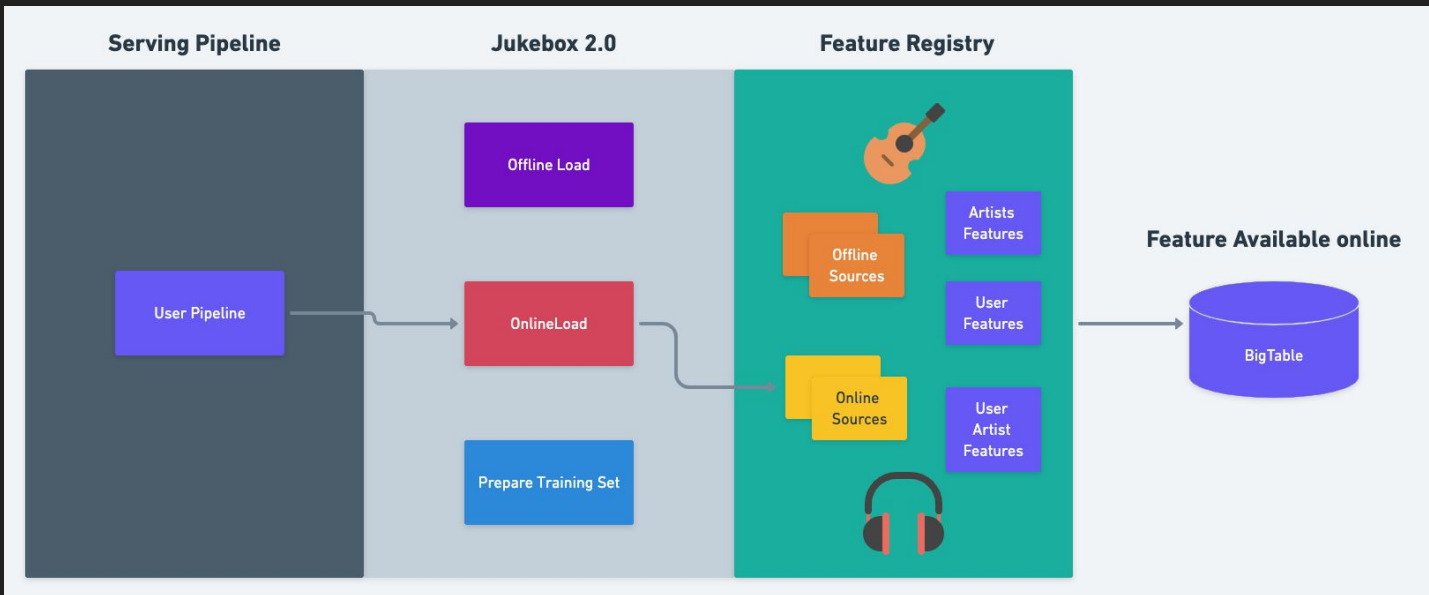 Serving Pipeline
Jukebox 2.0
Feature Registry
Offline Load
Artists
Features
Offline
Sources
Feature Available online
User Pipeline
OnlineLoad
User
Features
BigTable
Online
Sources
User
Artist
Features
Prepare Training Set